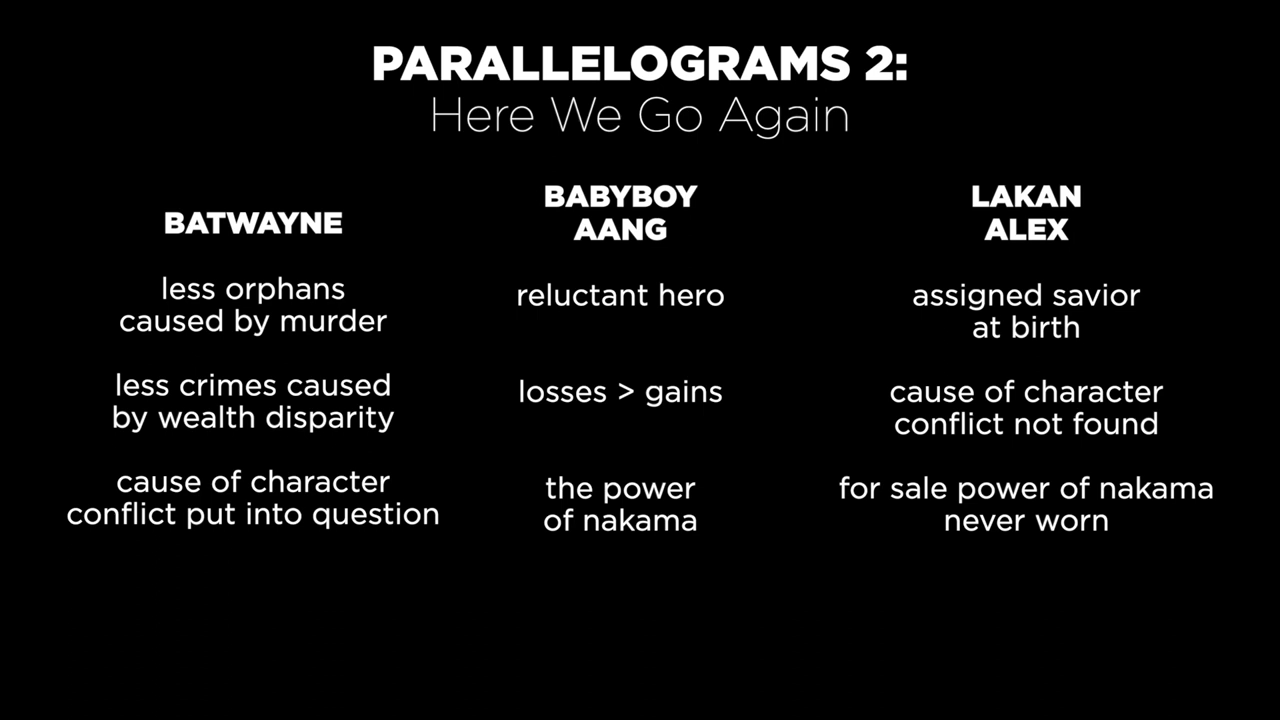 PARALLELOGRAMS 2:
Here We Go Again
BATWAYNE
less orphans
caused by murder
less crimes caused
by wealth disparity
cause of character
conflict put into question
BABYBOY
AANG
reluctant hero
losses > gains
the power
of nakama
LAKAN
ALEX
assigned savior
at birth
cause of character
conflict not found
for sale power of nakama
never worn